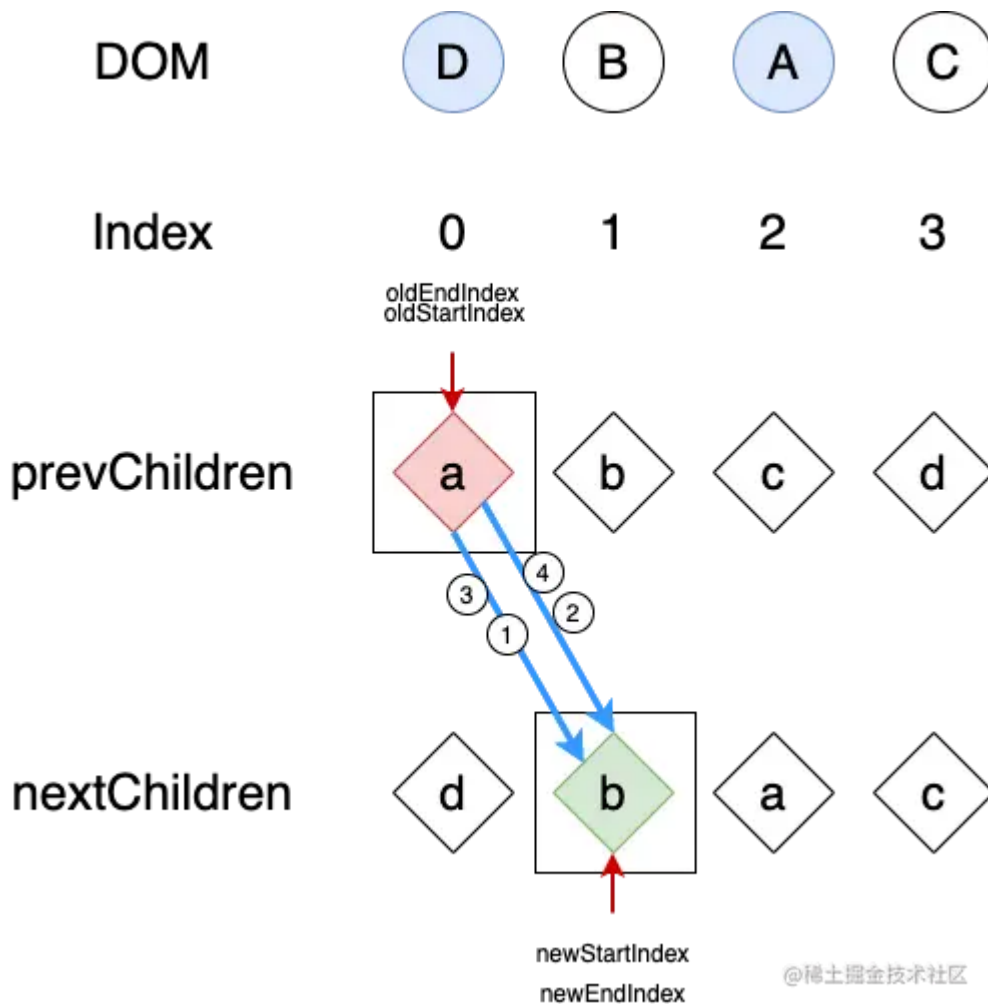 DOM D B A C
Index 0 1 2 3
oldEndIndex
oldStartIndex
prevChildren a b c d
4
3
2
1
nextChildren d b a c
newStartIndex
newEndIndex
@稀土掘金技术社区